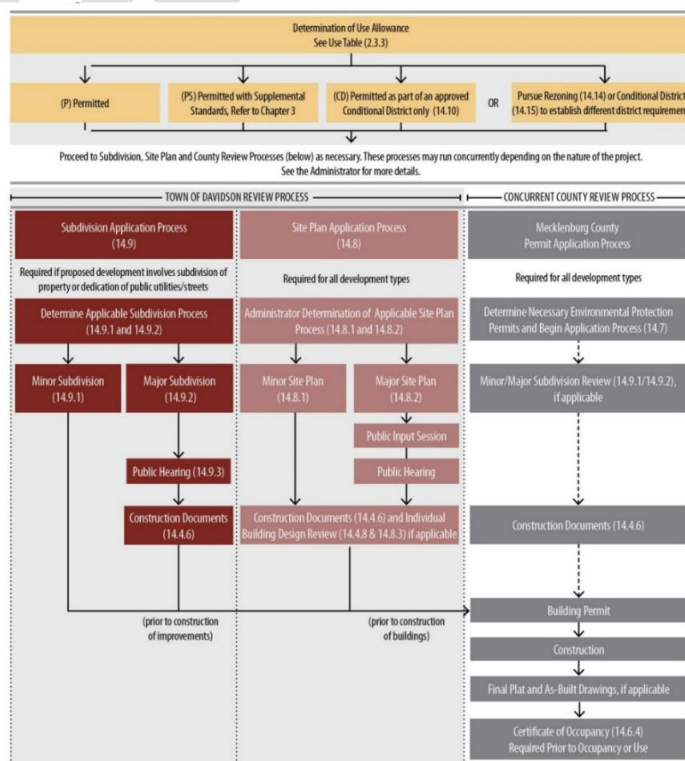 Determination of Use Allowance
See Use Table (2.3.3)
(P) Permitted
(PS) Permitted with Supplemental
Standards, Refer to Chapter 3
(CD) Permitted as part of an approved
Conditional District only (14.10)
OR
Pursue Rezoning (14.14) or Conditional District
(14.15) to establish different district requirement
Proceed to Subdivision, Site Plan and County Review Processes (below) as necessary. These processes may run concurrently depending on the nature of the project.
See the Administrator for more details.
TOWN OF DAVIDSON REVIEW PROCESS
CONCURRENT COUNTY REVIEW PROCESS
Subdivision Application Process
(14.9)
Site Plan Application Process
(14.8)
Mecklenburg County
Permit Application Process
Required if proposed development involves subdivision of
property or dedication of public utilities/streets
Required for all development types
Required for all development types
Determine Applicable Subdivision Process
(14.9.1 and 14.9.2)
Administrator Determination of Applicable Site Plan
Process (14.8.1 and 14.8.2)
Determine Necessary Environmental Protection
Permits and Begin Application Process (14.7)
Minor Subdivision
(14.9.1)
Major Subdivision
(14.9.2)
Minor Site Plan
(14.8.1)
Major Site Plan
(14.8.2)
Minor/Major Subdivision Review (14.9.1/14.9.2),
if applicable
Public Input Session
Public Hearing (14.9.3)
Public Hearing
Construction Documents
(14.4.6)
Construction Documents (14.4.6) and Individual
Building Design Review (14.4.8 & 14.8.3) if applicable
Construction Documents (14.4.6)
(prior to construction
of improvements)
(prior to construction
of buildings)
Building Permit
Construction
Final Plat and As-Built Drawings, if applicable
Certificate of Occupancy (14.6.4)
Required Prior to Occupancy or Use